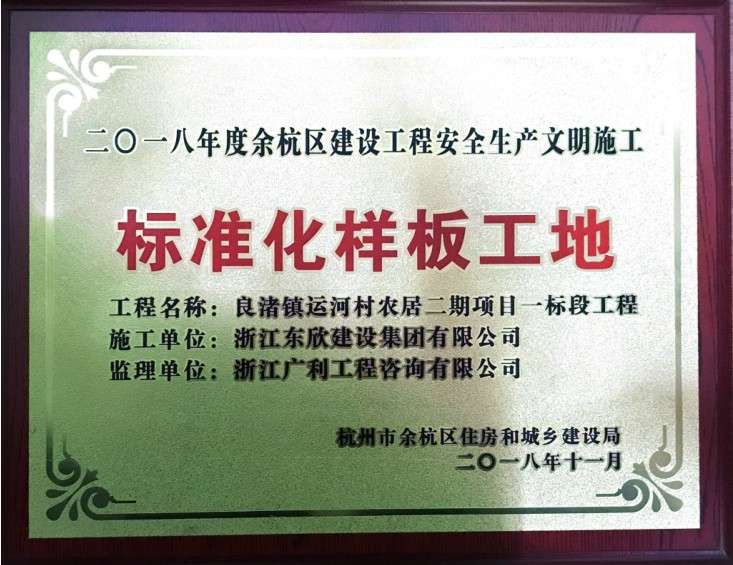 二〇一八年度余杭区建设工程安全生产文明施工
标准化样板工地
工程名称：良渚镇运河村农居二期项目一标段工程
施工单位：浙江东欣建设集团有限公司
监理单位：浙江广利工程咨询有限公司
杭州市余杭区住房和城乡建设局
二〇一八年十一月